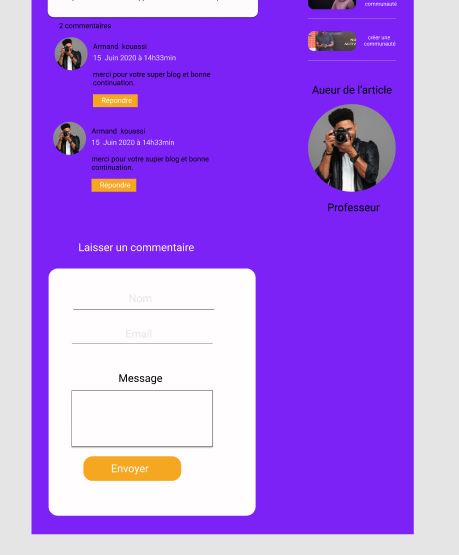 2 commentaires
Armand kouassi
15 Juin 2020 à 14h33min
merci pour votre super blog et bonne
continuation.
Répondre
Armand kouassi
15 Juin 2020 à 14h33min
merci pour votre super blog et bonne
continuation.
Répondre
communauté
créer une
communauté
Aueur de l'article
Professeur
Laisser un commentaire
Nom
Email
Message
Envoyer